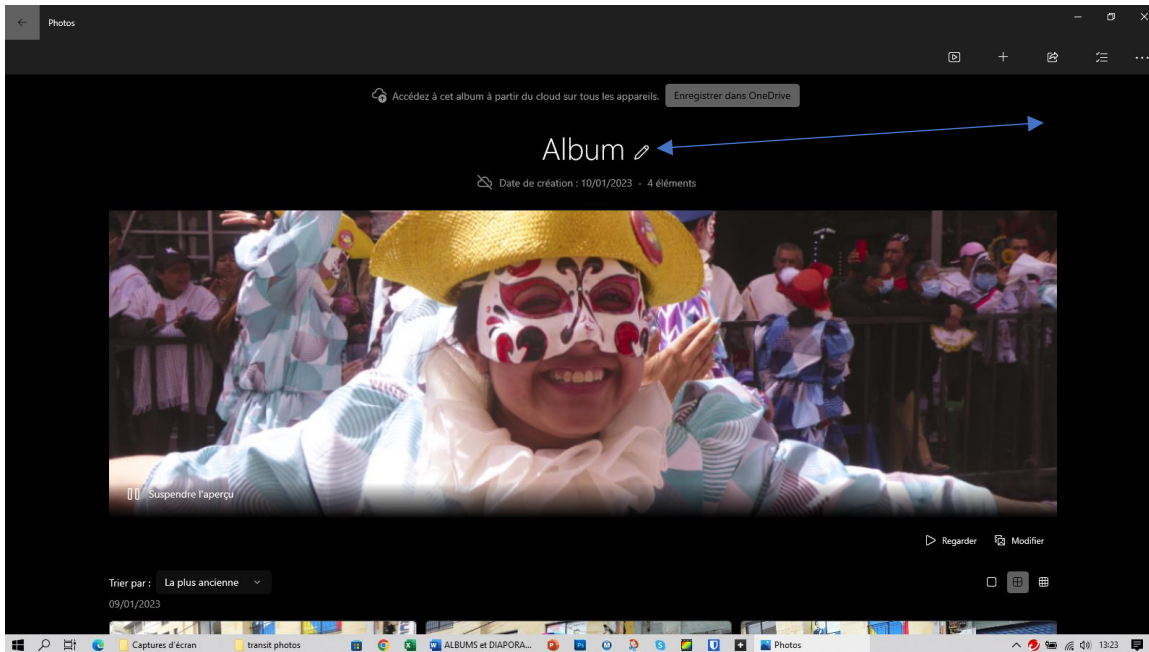 Photos
Accédez à cet album à partir du cloud sur tous les appareils. Enregistrer dans OneDrive
Album
Date de création : 10/01/2023 - 4 éléments
Suspendre l'aperçu
Regarder Modifier
Trier par : La plus ancienne
09/01/2023
Captures d'écran transit photos ALBUMS et DIAPORA... Photos 13:23